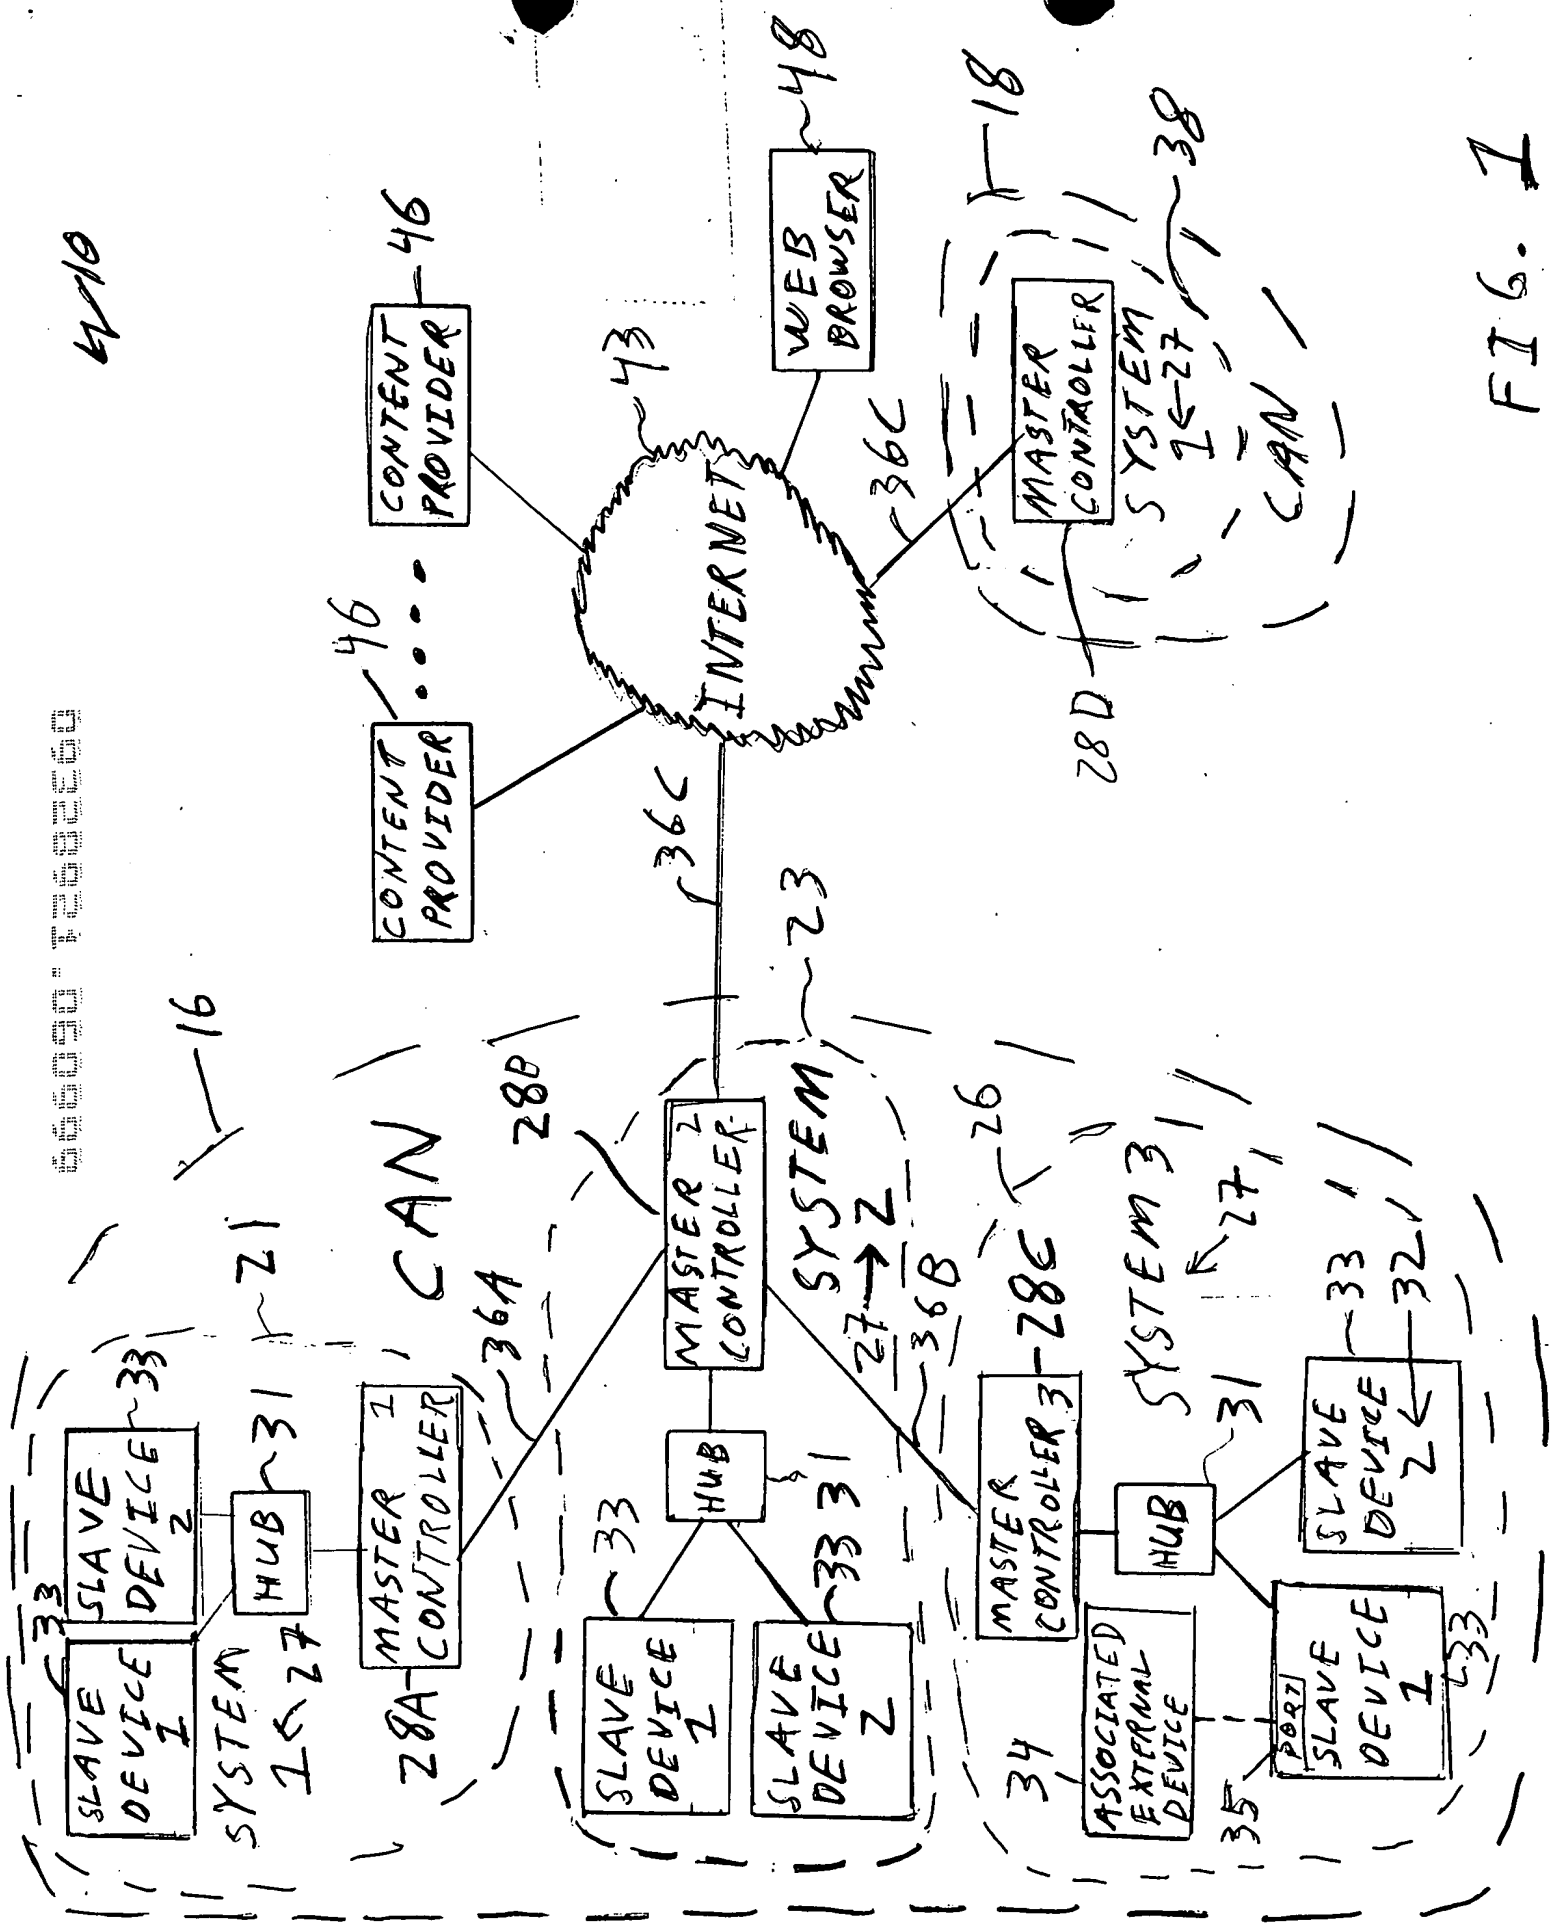 4/10
09328921.060999
16
CAN
21
SLAVE
DEVICE
1
33
SLAVE
DEVICE
2
33
HUB
31
SYSTEM
1
27
MASTER 1
CONTROLLER
28A
36A
28B
MASTER 2
CONTROLLER
SYSTEM
2
27
23
HUB
31
SLAVE
DEVICE
1
33
SLAVE
DEVICE
2
33
36B
26
28C
MASTER
CONTROLLER 3
SYSTEM 3
27
HUB
31
ASSOCIATED
EXTERNAL
DEVICE
34
35
PORT
SLAVE
DEVICE
1
33
SLAVE
DEVICE
2
33
32
36C
CONTENT
PROVIDER
46
CONTENT
PROVIDER
46
INTERNET
43
WEB
BROWSER
48
36C
MASTER
CONTROLLER
28D
SYSTEM
1
27
38
CAN
18
FIG. 1